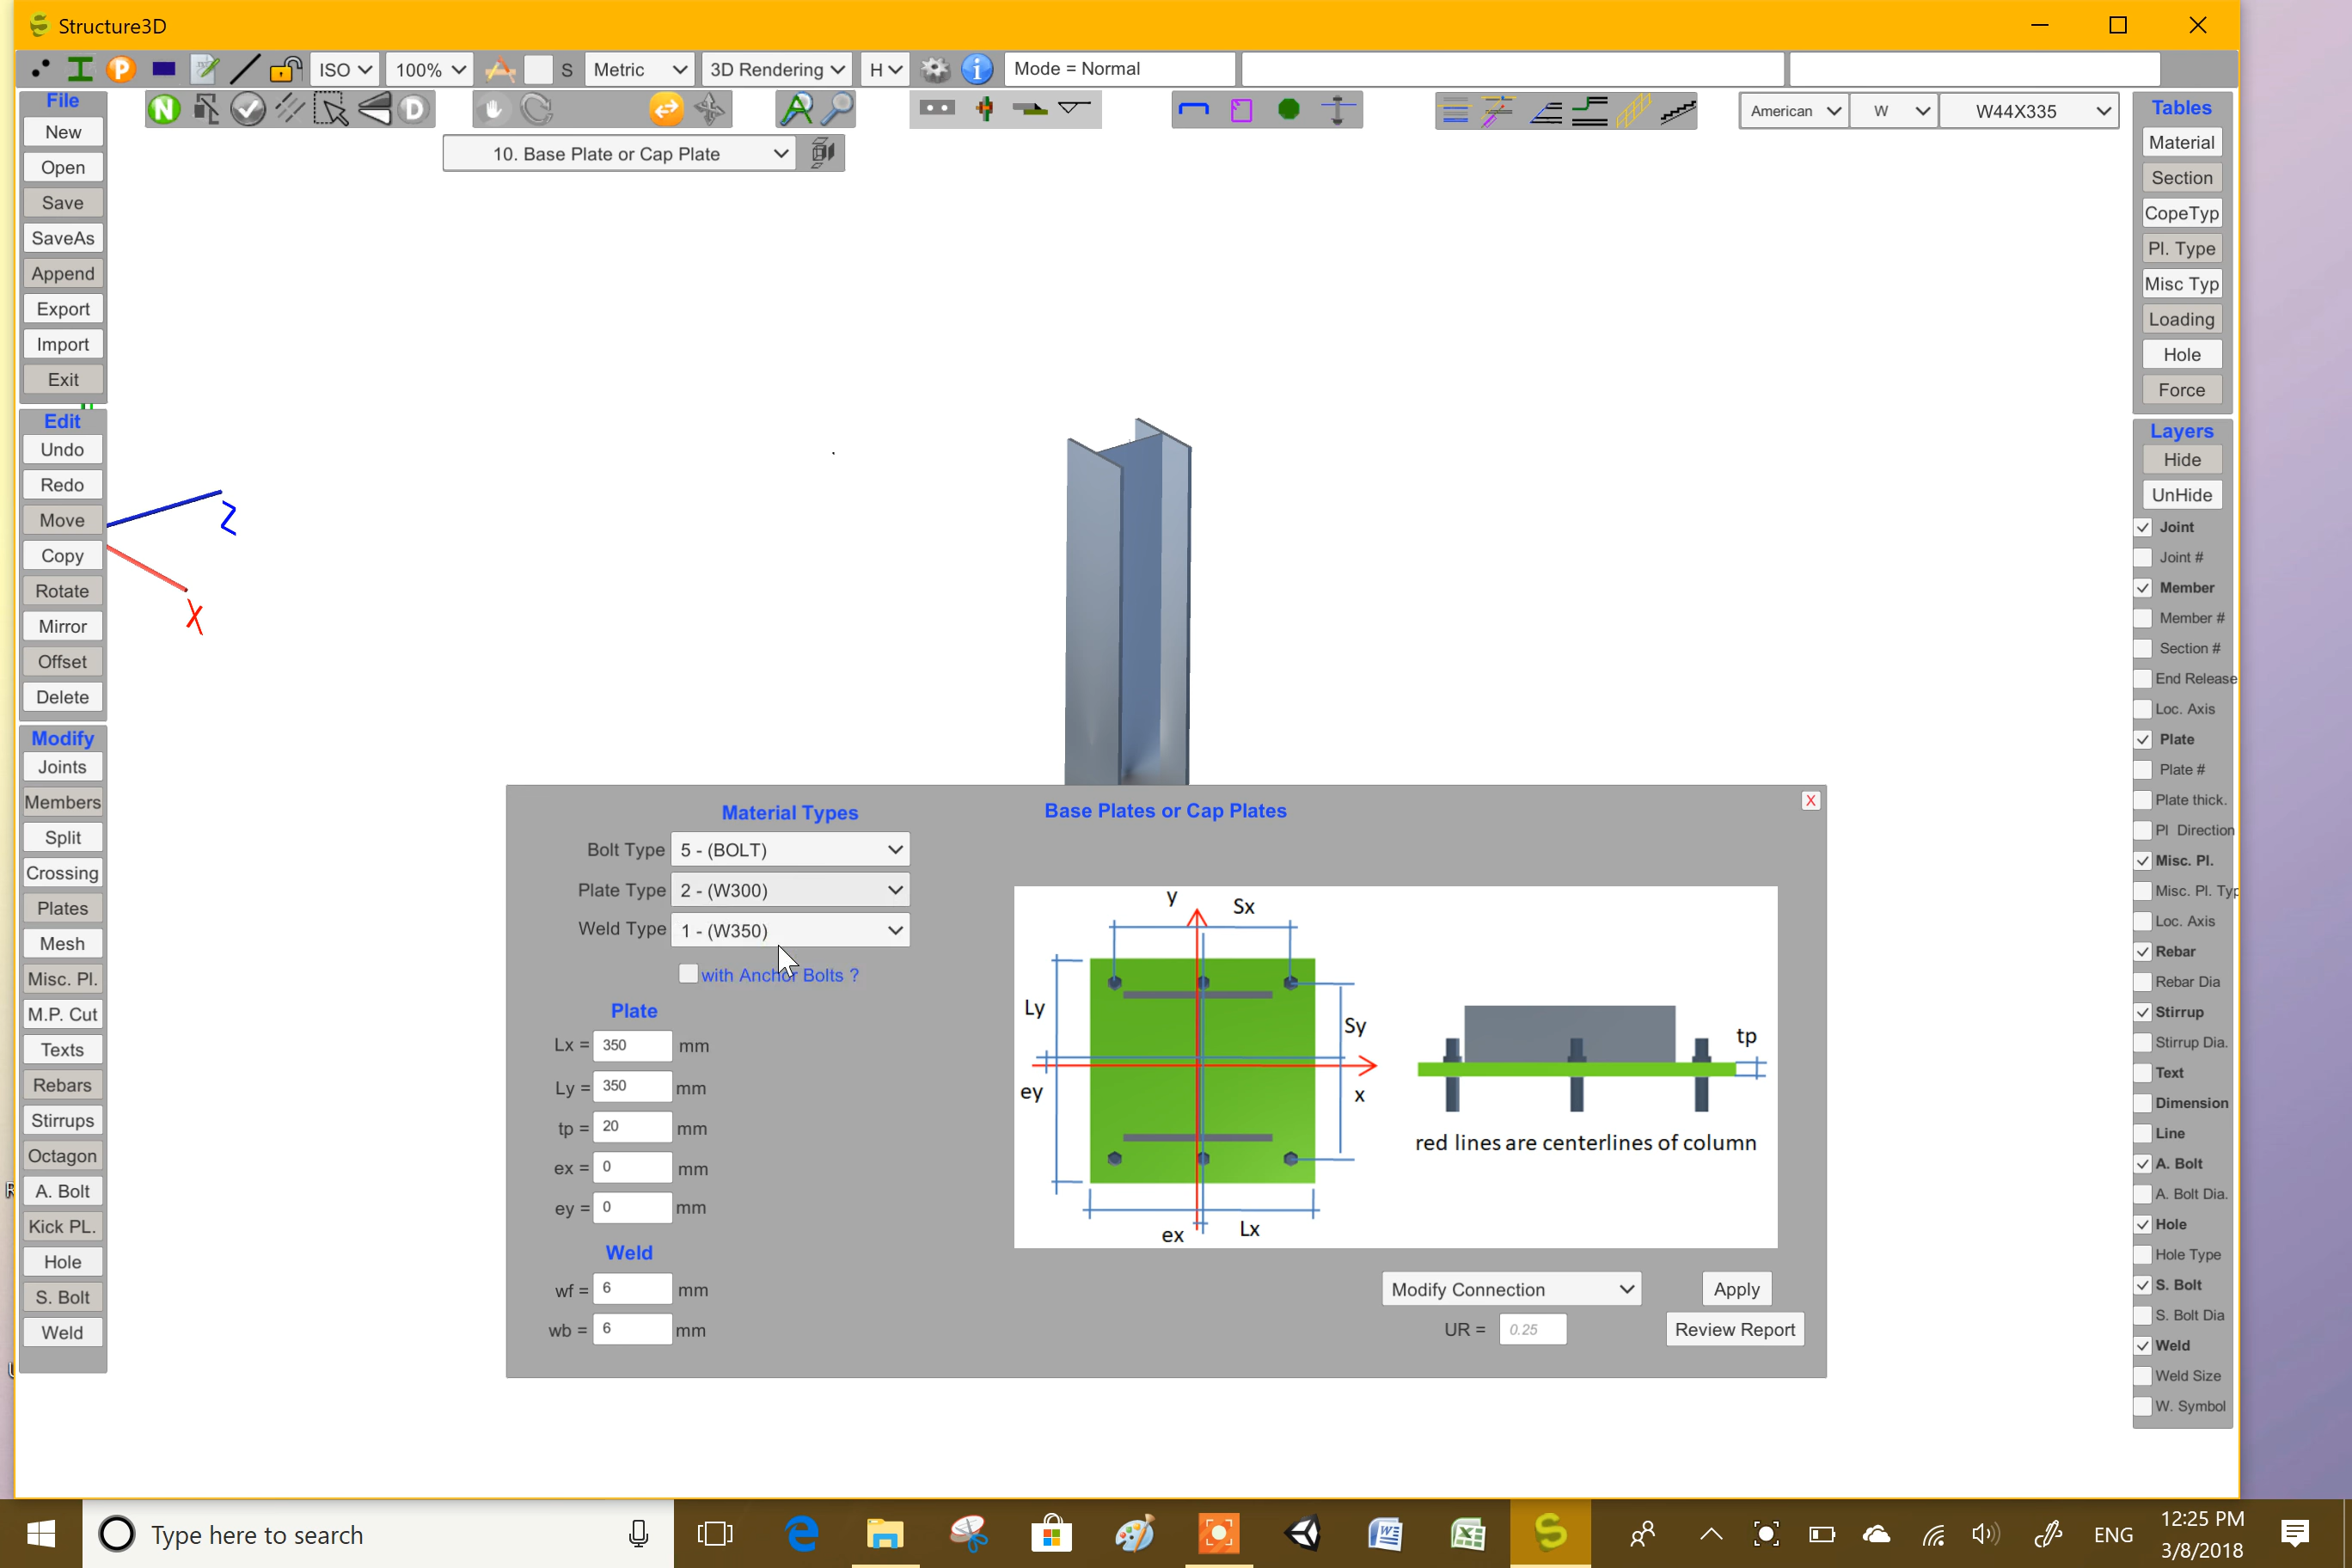 Structure3D
ISO
100%
S
Metric
3D Rendering
H
Mode = Normal
File
New
Open
Save
SaveAs
Append
Export
Import
Exit
N
D
American
W
W44X335
10. Base Plate or Cap Plate
Edit
Undo
Redo
Move
Copy
Rotate
Mirror
Offset
Delete
Z
X
Modify
Joints
Members
Split
Crossing
Plates
Mesh
Misc. Pl.
M.P. Cut
Texts
Rebars
Stirrups
Octagon
A. Bolt
Kick PL.
Hole
S. Bolt
Weld
Tables
Material
Section
CopeTyp
Pl. Type
Misc Typ
Loading
Hole
Force
Layers
Hide
UnHide
Joint
Joint #
Member
Member #
Section #
End Release
Loc. Axis
Plate
Plate #
Plate thick.
Pl Direction
Misc. Pl.
Misc. Pl. Typ
Loc. Axis
Rebar
Rebar Dia
Stirrup
Stirrup Dia.
Text
Dimension
Line
A. Bolt
A. Bolt Dia.
Hole
Hole Type
S. Bolt
S. Bolt Dia
Weld
Weld Size
W. Symbol
Material Types
Bolt Type 5 - (BOLT)
Plate Type 2 - (W300)
Weld Type 1 - (W350)
with Anchor Bolts ?
Plate
Lx = 350 mm
Ly = 350 mm
tp = 20 mm
ex = 0 mm
ey = 0 mm
Weld
wf = 6 mm
wb = 6 mm
Base Plates or Cap Plates
X
y
Sx
Ly
Sy
ey
x
ex
Lx
tp
red lines are centerlines of column
Modify Connection
Apply
UR = 0.25
Review Report
Type here to search
ENG
12:25 PM
3/8/2018